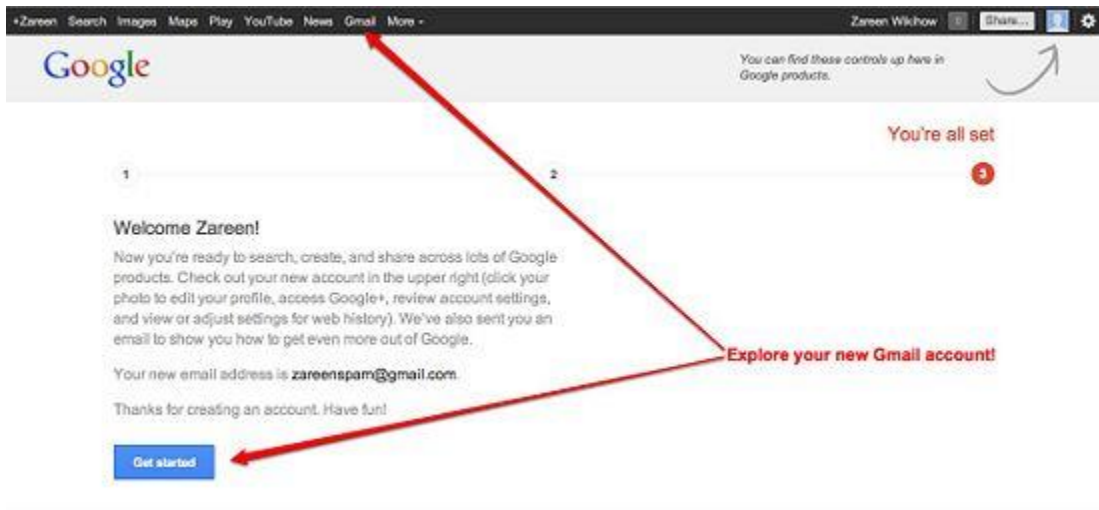 +Zareen Search Images Maps Play YouTube News Gmail More
Zareen Wikihow 0 Share...
Google
You can find these controls up here in
Google products.
You're all set
1 2 3
Welcome Zareen!
Now you're ready to search, create, and share across lots of Google
products. Check out your new account in the upper right (click your
photo to edit your profile, access Google+, review account settings,
and view or adjust settings for web history). We've also sent you an
email to show you how to get even more out of Google.
Explore your new Gmail account!
Your new email address is zareenspam@gmail.com.
Thanks for creating an account. Have fun!
Get started